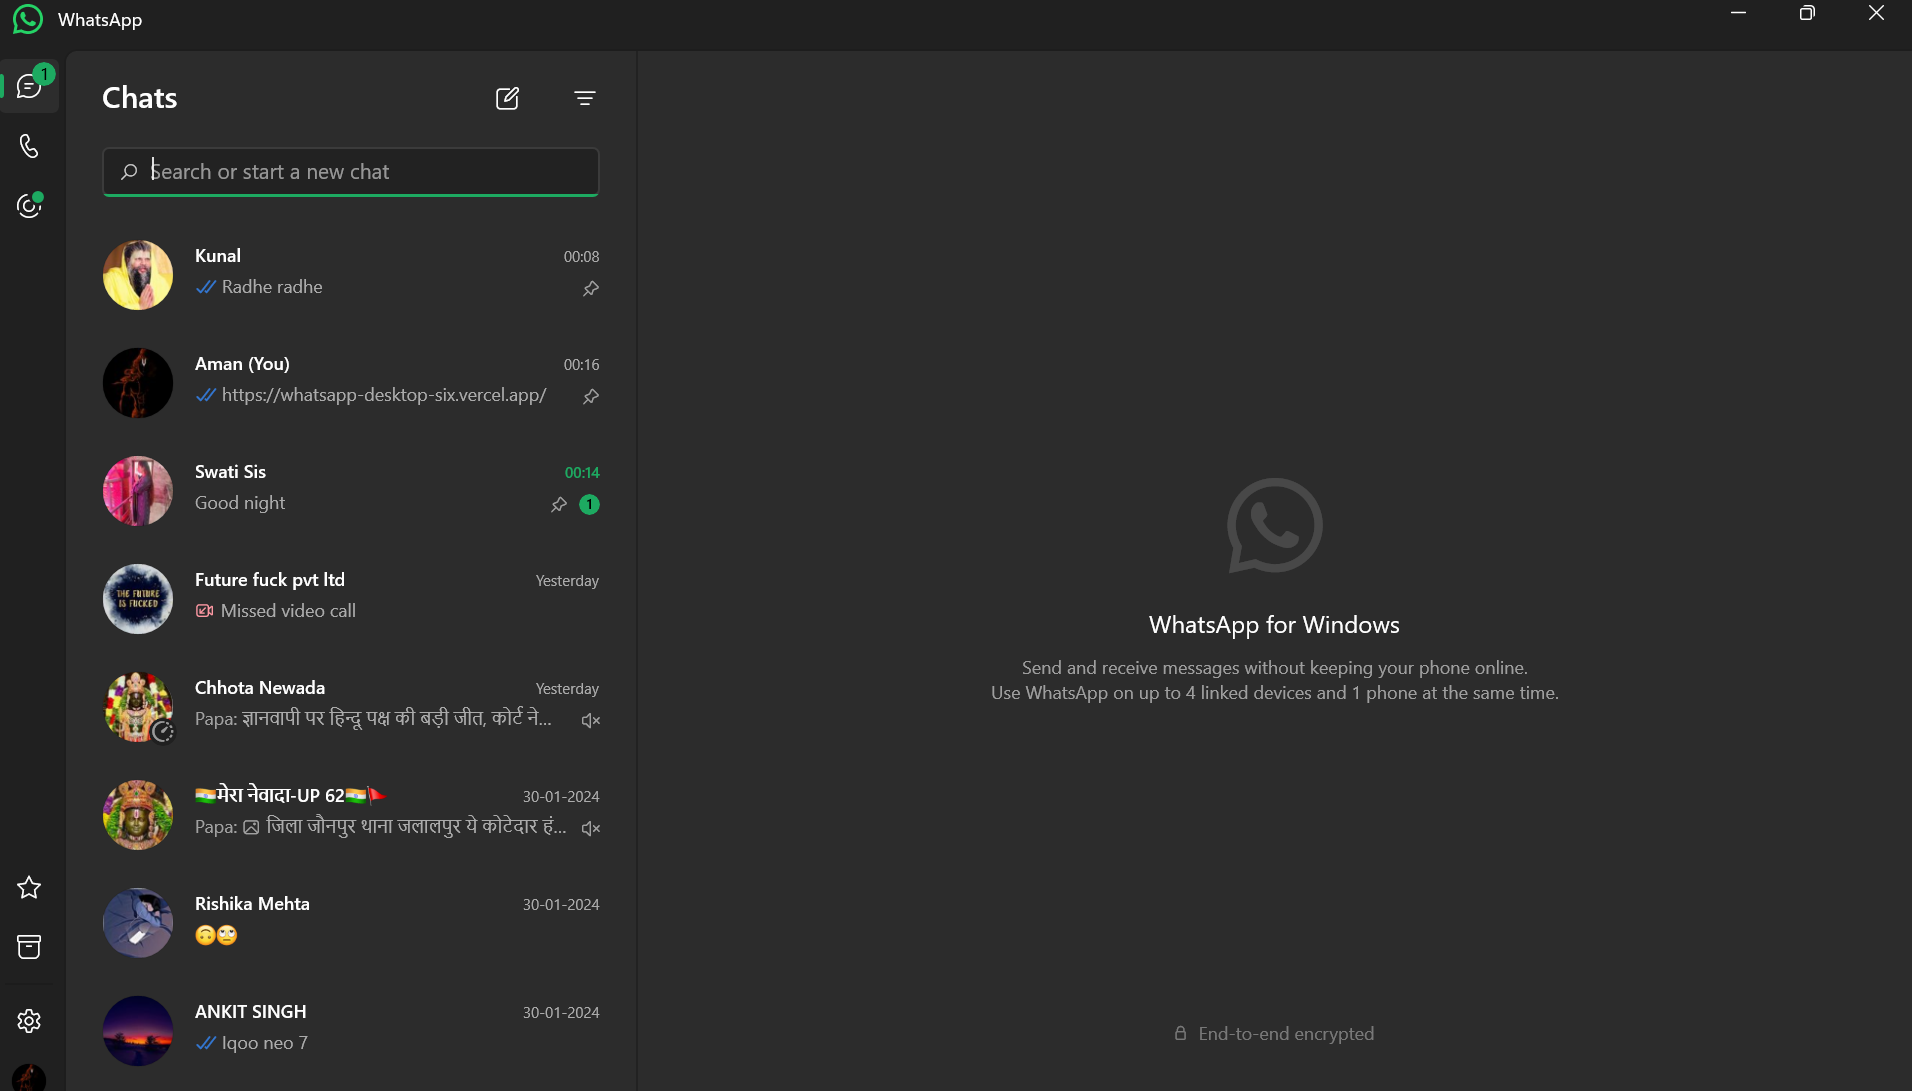 WhatsApp
1
Chats
Search or start a new chat
Kunal 00:08
Radhe radhe
Aman (You) 00:16
https://whatsapp-desktop-six.vercel.app/
Swati Sis 00:14
Good night 1
Future fuck pvt ltd Yesterday
THE FUTURE
IS FUCKED
Missed video call
Chhota Newada Yesterday
Papa: ज्ञानवापी पर हिन्दू पक्ष की बड़ी जीत, कोर्ट ने...
🇮🇳मेरा नेवादा-UP 62🇮🇳🚩 30-01-2024
Papa: जिला जौनपुर थाना जलालपुर ये कोटेदार हं...
Rishika Mehta 30-01-2024
🙃🙄
ANKIT SINGH 30-01-2024
Iqoo neo 7
WhatsApp for Windows
Send and receive messages without keeping your phone online.
Use WhatsApp on up to 4 linked devices and 1 phone at the same time.
End-to-end encrypted